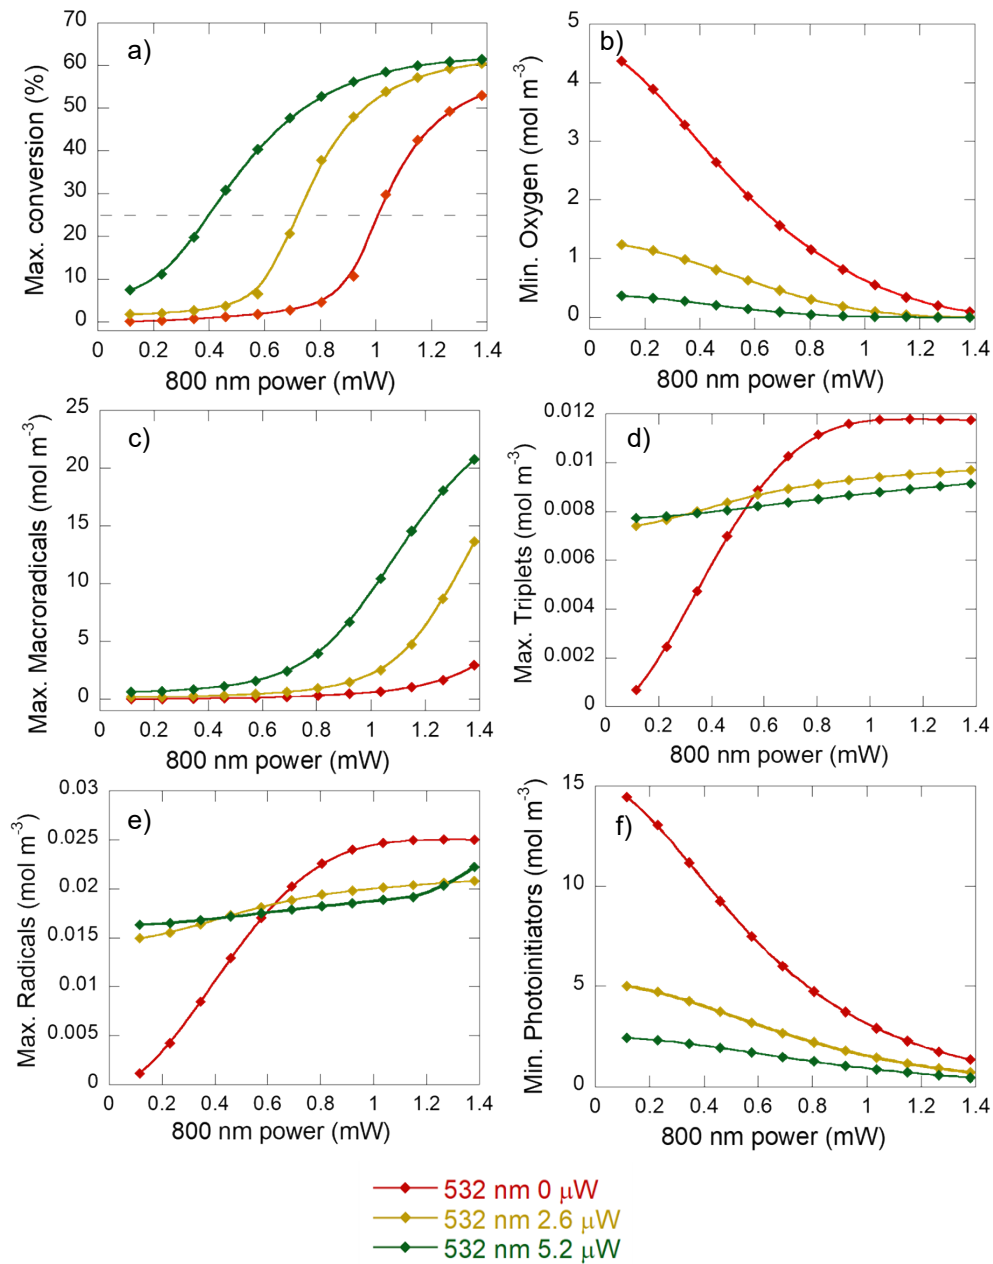 a)
Max. conversion (%)
70
60
50
40
30
20
10
0
0 0.2 0.4 0.6 0.8 1 1.2 1.4
800 nm power (mW)
b)
Min. Oxygen (mol m⁻³)
5
4
3
2
1
0
0 0.2 0.4 0.6 0.8 1 1.2 1.4
800 nm power (mW)
c)
Max. Macroradicals (mol m⁻³)
25
20
15
10
5
0
0 0.2 0.4 0.6 0.8 1 1.2 1.4
800 nm power (mW)
d)
Max. Triplets (mol m⁻³)
0.012
0.01
0.008
0.006
0.004
0.002
0
0 0.2 0.4 0.6 0.8 1 1.2 1.4
800 nm power (mW)
e)
Max. Radicals (mol m⁻³)
0.03
0.025
0.02
0.015
0.01
0.005
0
0 0.2 0.4 0.6 0.8 1 1.2 1.4
800 nm power (mW)
f)
Min. Photoinitiators (mol m⁻³)
15
10
5
0
0 0.2 0.4 0.6 0.8 1 1.2 1.4
800 nm power (mW)
532 nm 0 μW
532 nm 2.6 μW
532 nm 5.2 μW